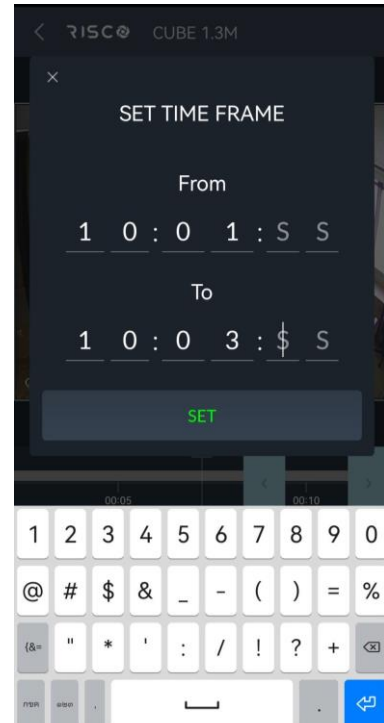 RISCO CUBE 1.3M
×
SET TIME FRAME
From
1 0 : 0 1 : S S
To
1 0 : 0 3 : S S
SET
00:05 00:10
1 2 3 4 5 6 7 8 9 0
@ # $ & _ - ( ) = %
{&= " * ' : / ! ? +
, .